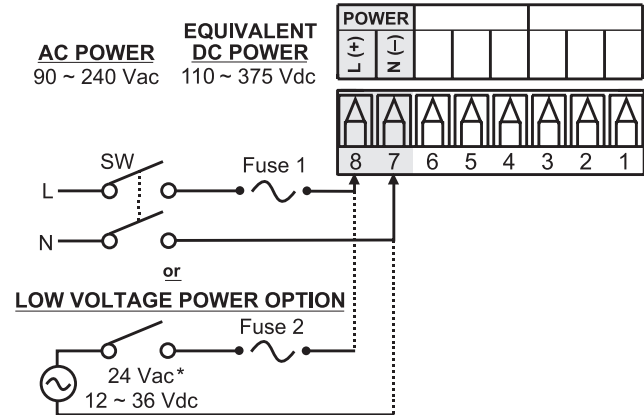 AC POWER
90 ~ 240 Vac
EQUIVALENT
DC POWER
110 ~ 375 Vdc
POWER
L (+)
N (–)
8 7 6 5 4 3 2 1
SW
Fuse 1
L
N
or
LOW VOLTAGE POWER OPTION
Fuse 2
24 Vac*
12 ~ 36 Vdc